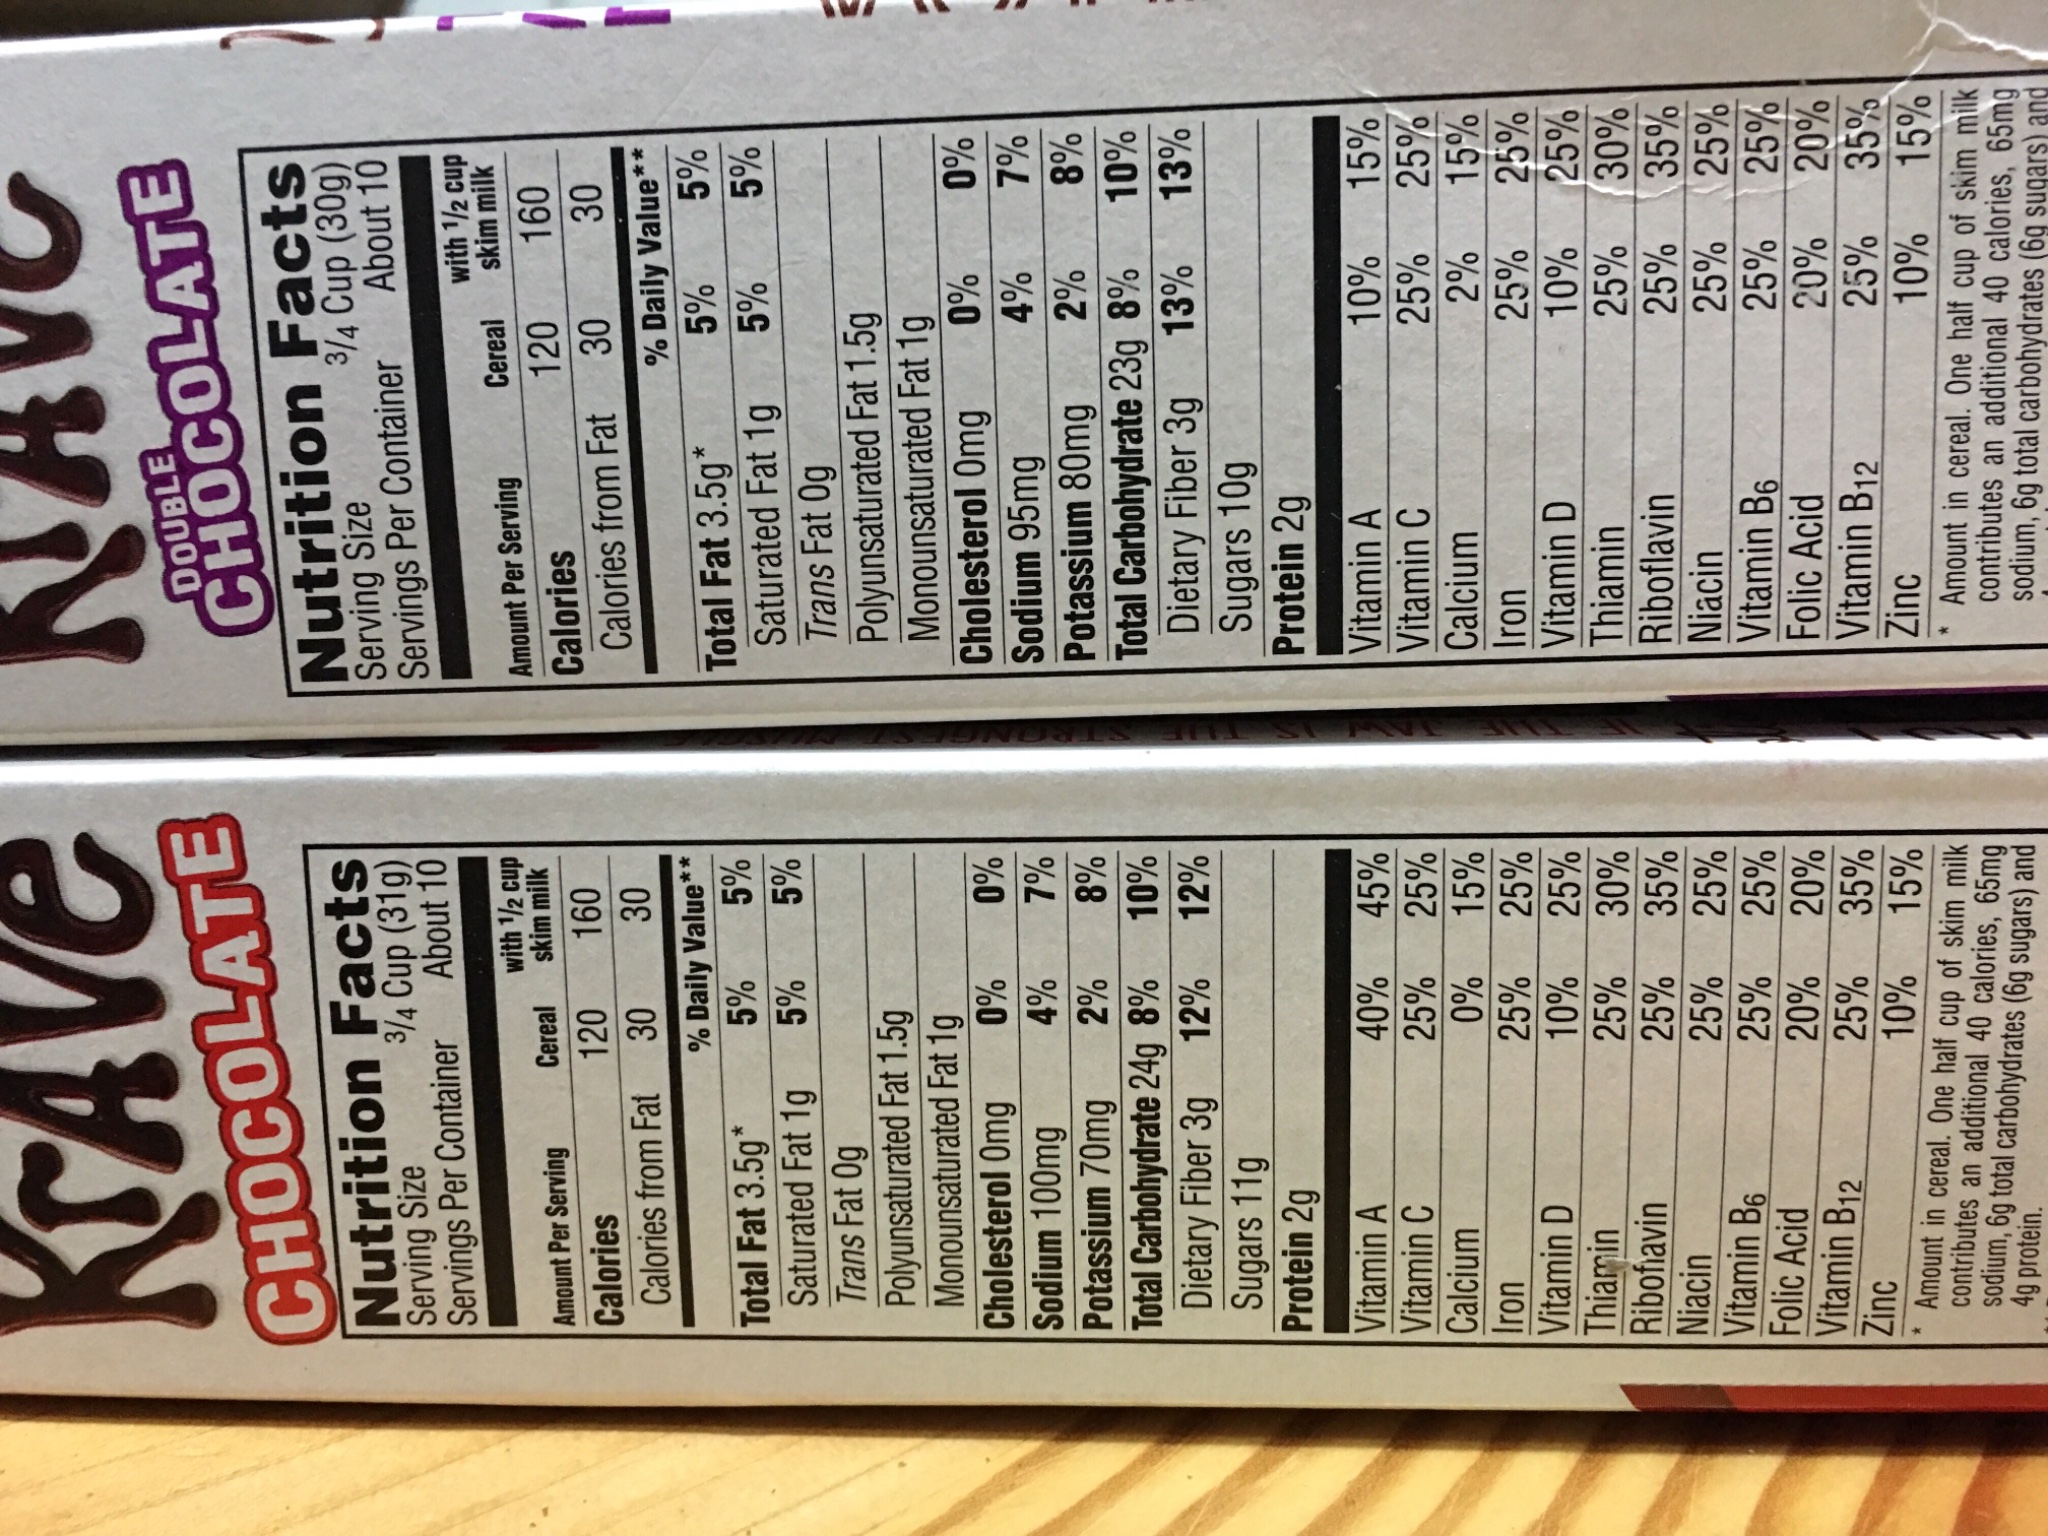 KrAVe
CHOCOLATE
Nutrition Facts
Serving Size 3/4 Cup (31g)
Servings Per Container About 10
Amount Per Serving Cereal with 1/2 cup skim milk
Calories 120 160
Calories from Fat 30 30
% Daily Value**
Total Fat 3.5g* 5% 5%
Saturated Fat 1g 5% 5%
Trans Fat 0g
Polyunsaturated Fat 1.5g
Monounsaturated Fat 1g
Cholesterol 0mg 0% 0%
Sodium 100mg 4% 7%
Potassium 70mg 2% 8%
Total Carbohydrate 24g 8% 10%
Dietary Fiber 3g 12% 12%
Sugars 11g
Protein 2g
Vitamin A 40% 45%
Vitamin C 25% 25%
Calcium 0% 15%
Iron 25% 25%
Vitamin D 10% 25%
Thiamin 25% 30%
Riboflavin 25% 35%
Niacin 25% 25%
Vitamin B6 25% 25%
Folic Acid 20% 20%
Vitamin B12 25% 35%
Zinc 10% 15%
* Amount in cereal. One half cup of skim milk
contributes an additional 40 calories, 65mg
sodium, 6g total carbohydrates (6g sugars) and
4g protein.
IF THE JAW IS THE STRONGEST MUSCLE
KrAVe
DOUBLE
CHOCOLATE
Nutrition Facts
Serving Size 3/4 Cup (30g)
Servings Per Container About 10
Amount Per Serving Cereal with 1/2 cup skim milk
Calories 120 160
Calories from Fat 30 30
% Daily Value**
Total Fat 3.5g* 5% 5%
Saturated Fat 1g 5% 5%
Trans Fat 0g
Polyunsaturated Fat 1.5g
Monounsaturated Fat 1g
Cholesterol 0mg 0% 0%
Sodium 95mg 4% 7%
Potassium 80mg 2% 8%
Total Carbohydrate 23g 8% 10%
Dietary Fiber 3g 13% 13%
Sugars 10g
Protein 2g
Vitamin A 10% 15%
Vitamin C 25% 25%
Calcium 2% 15%
Iron 25% 25%
Vitamin D 10% 25%
Thiamin 25% 30%
Riboflavin 25% 35%
Niacin 25% 25%
Vitamin B6 25% 25%
Folic Acid 20% 20%
Vitamin B12 25% 35%
Zinc 10% 15%
* Amount in cereal. One half cup of skim milk
contributes an additional 40 calories, 65mg
sodium, 6g total carbohydrates (6g sugars) and